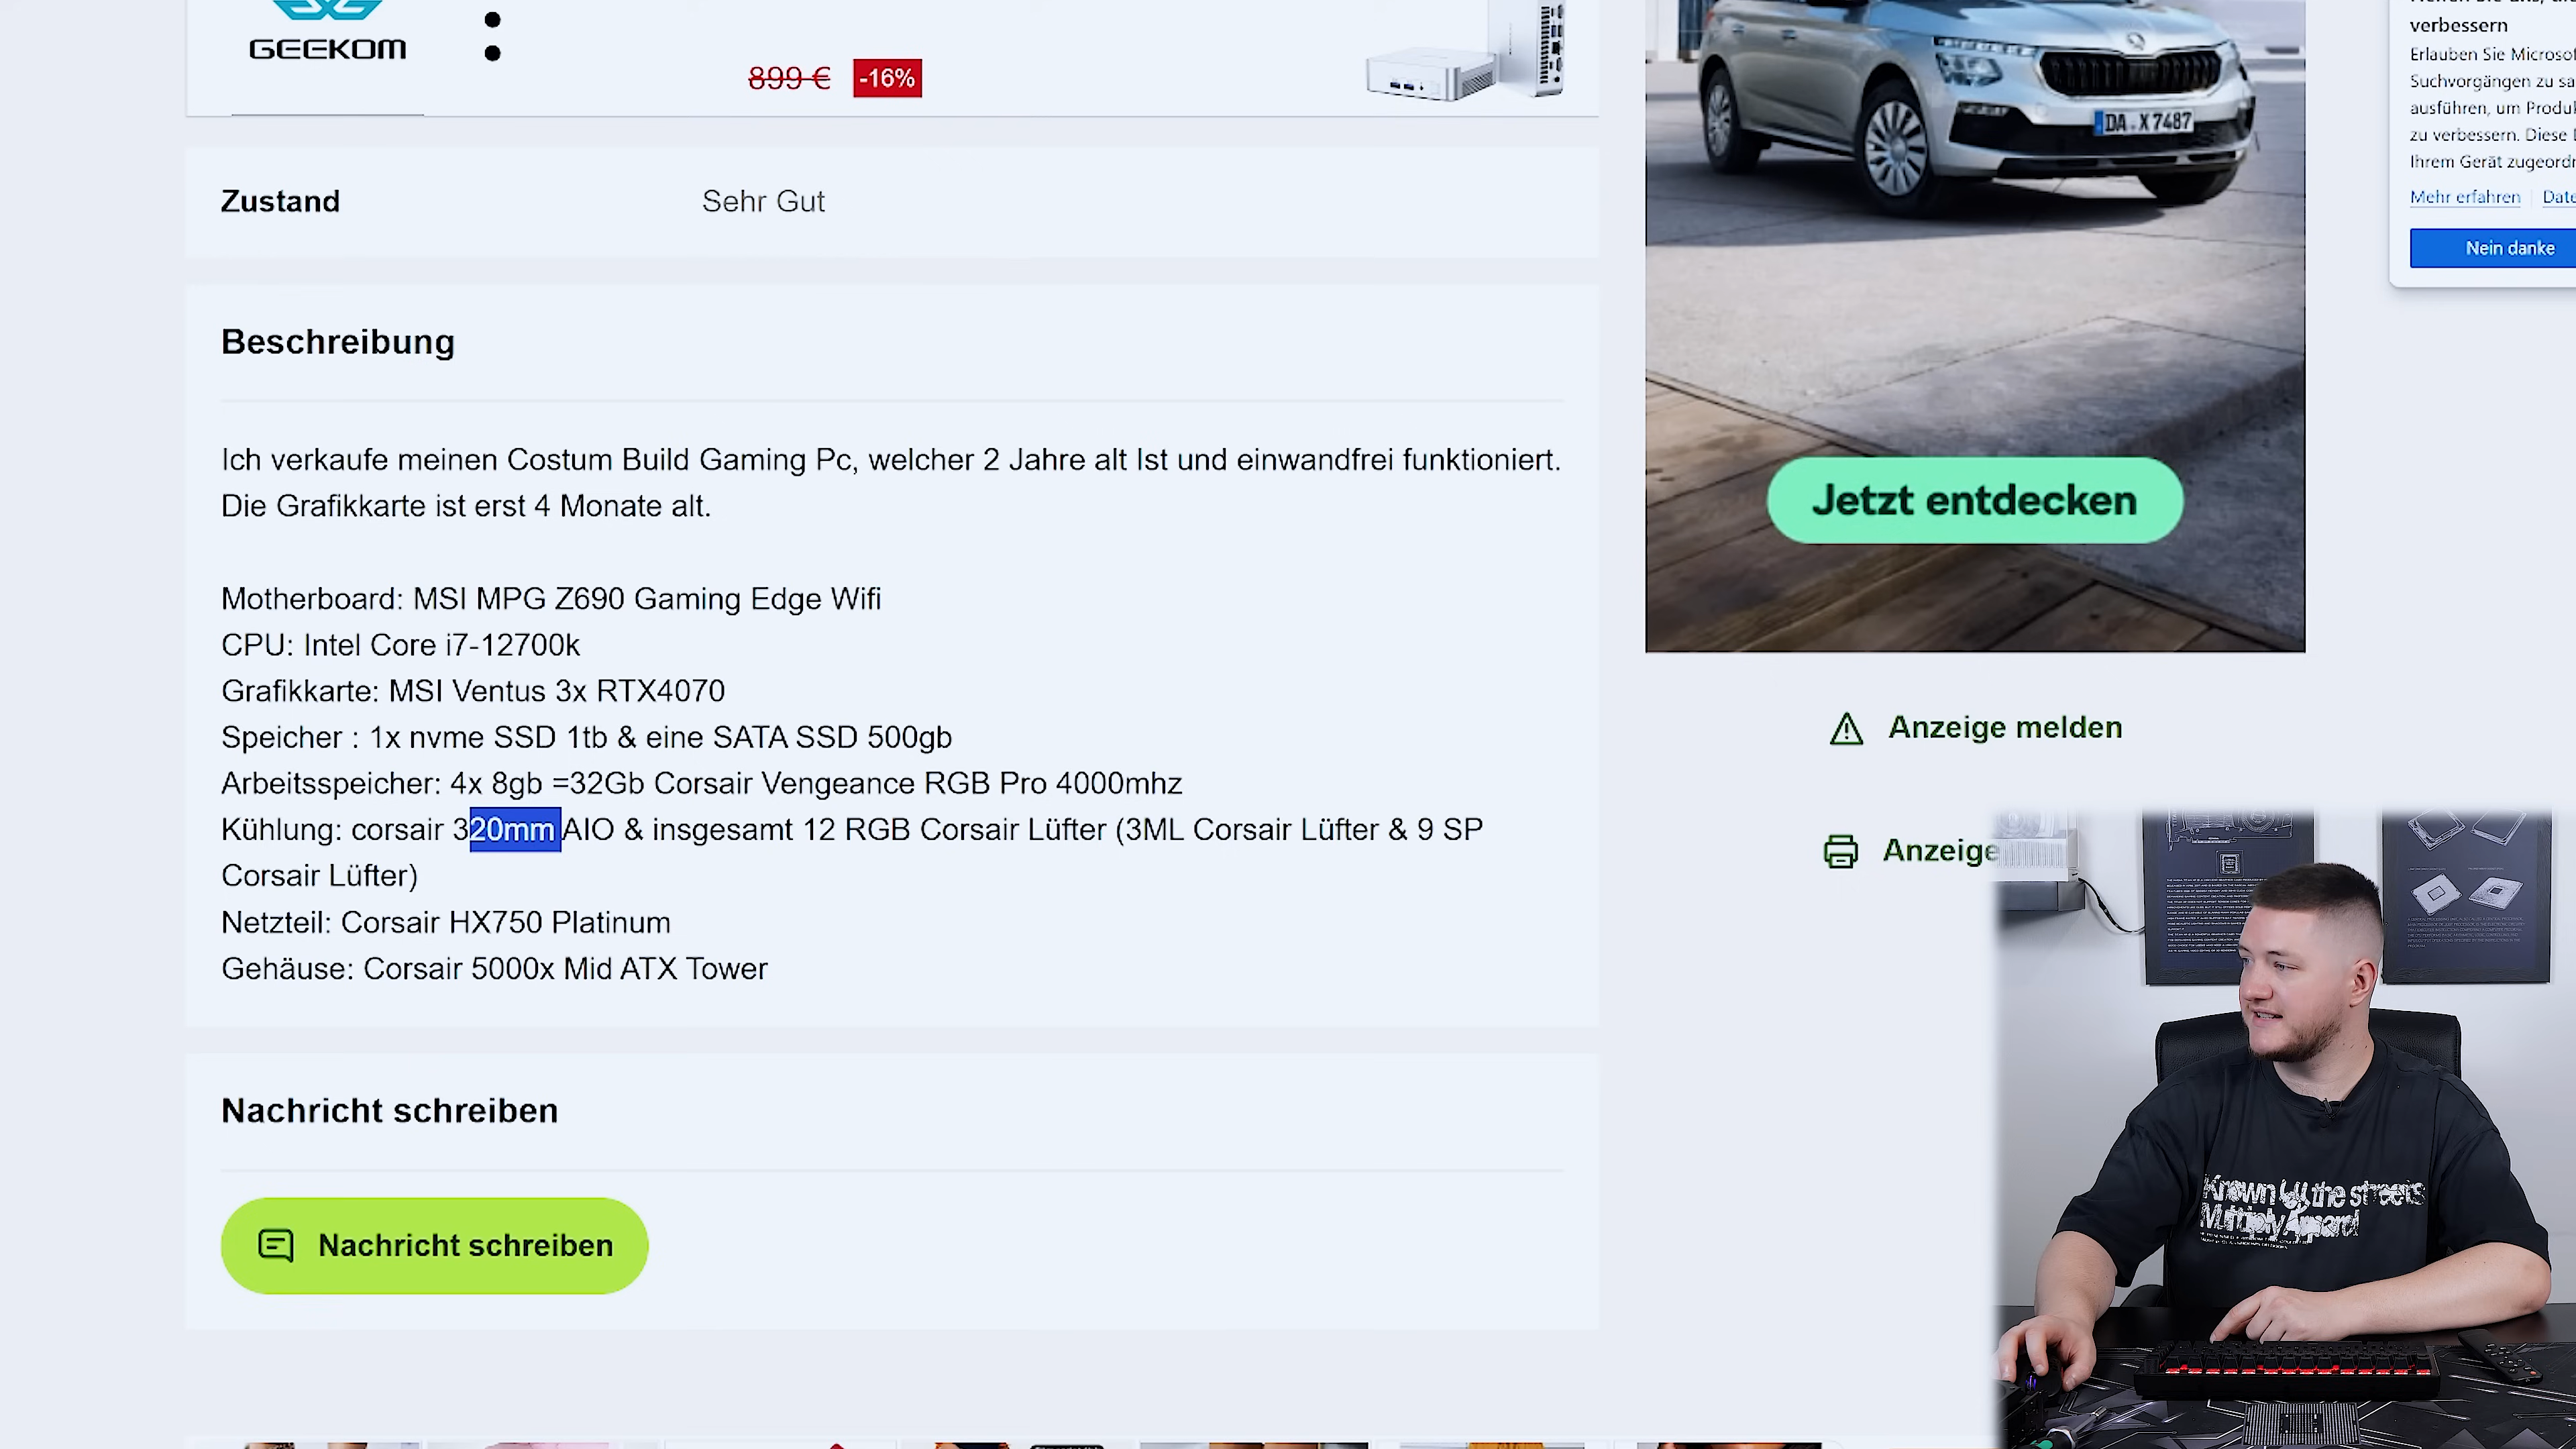 GEEKOM
899 €
-16%
Zustand
Sehr Gut
Beschreibung
Ich verkaufe meinen Costum Build Gaming Pc, welcher 2 Jahre alt Ist und einwandfrei funktioniert.
Die Grafikkarte ist erst 4 Monate alt.
Motherboard: MSI MPG Z690 Gaming Edge Wifi
CPU: Intel Core i7-12700k
Grafikkarte: MSI Ventus 3x RTX4070
Speicher : 1x nvme SSD 1tb & eine SATA SSD 500gb
Arbeitsspeicher: 4x 8gb =32Gb Corsair Vengeance RGB Pro 4000mhz
Kühlung: corsair 320mm AIO & insgesamt 12 RGB Corsair Lüfter (3ML Corsair Lüfter & 9 SP
Corsair Lüfter)
Netzteil: Corsair HX750 Platinum
Gehäuse: Corsair 5000x Mid ATX Tower
Nachricht schreiben
Nachricht schreiben
DA X 7487
Jetzt entdecken
Anzeige melden
Anzeige
verbessern
Erlauben Sie
Suchvorgängen zu
ausführen, um
zu verbessern. Diese
Ihrem Gerät
Mehr erfahren
Nein danke
Known the streets
Multiply Apparel